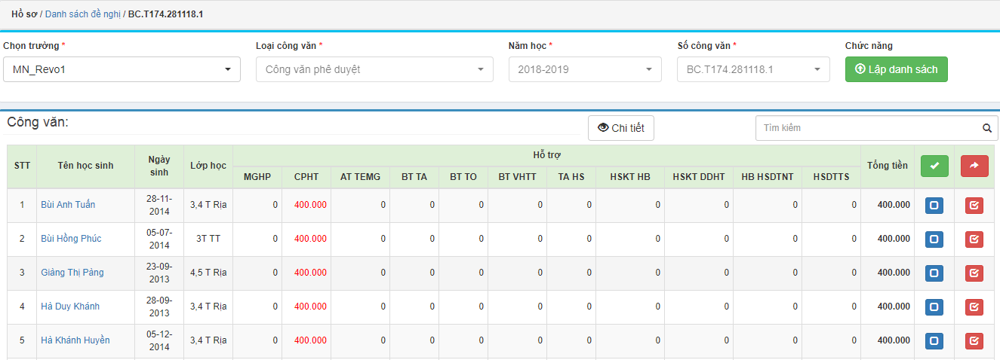 Hồ sơ / Danh sách đề nghị / BC.T174.281118.1
Chọn trường * Loại công văn * Năm học * Số công văn * Chức năng
MN_Revo1 Công văn phê duyệt 2018-2019 BC.T174.281118.1 Lập danh sách
Công văn: Chi tiết Tìm kiếm
STT Tên học sinh Ngày sinh Lớp học Hỗ trợ Tổng tiền
MGHP CPHT AT TEMG BT TA BT TO BT VHTT TA HS HSKT HB HSKT DDHT HB HSDTNT HSDTTS
1 Bùi Anh Tuấn 28-11-2014 3,4 T Rịa 0 400.000 0 0 0 0 0 0 0 0 0 400.000
2 Bùi Hồng Phúc 05-07-2014 3T TT 0 400.000 0 0 0 0 0 0 0 0 0 400.000
3 Giàng Thị Pàng 23-09-2013 4,5 T Rịa 0 400.000 0 0 0 0 0 0 0 0 0 400.000
4 Hà Duy Khánh 28-09-2013 3,4 T Rịa 0 400.000 0 0 0 0 0 0 0 0 0 400.000
5 Hà Khánh Huyền 05-12-2014 3,4 T Rịa 0 400.000 0 0 0 0 0 0 0 0 0 400.000